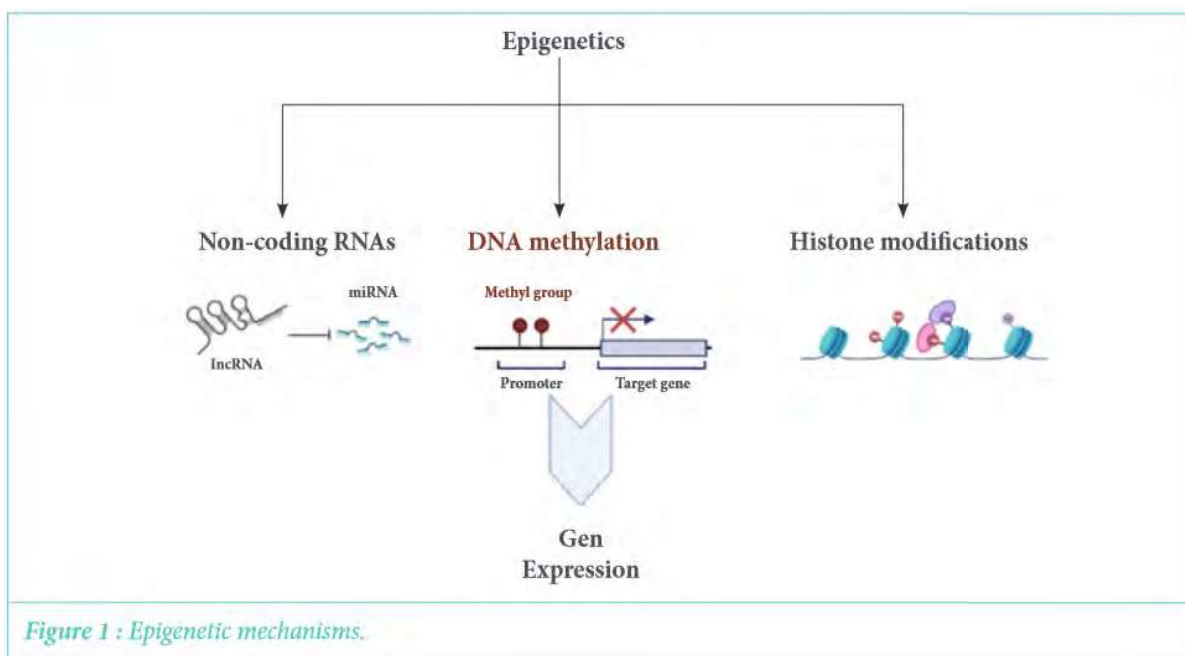 Epigenetics
Non-coding RNAs
DNA methylation
Histone modifications
miRNA
lncRNA
Methyl group
Promoter
Target gene
Gen
Expression
Figure 1 : Epigenetic mechanisms.